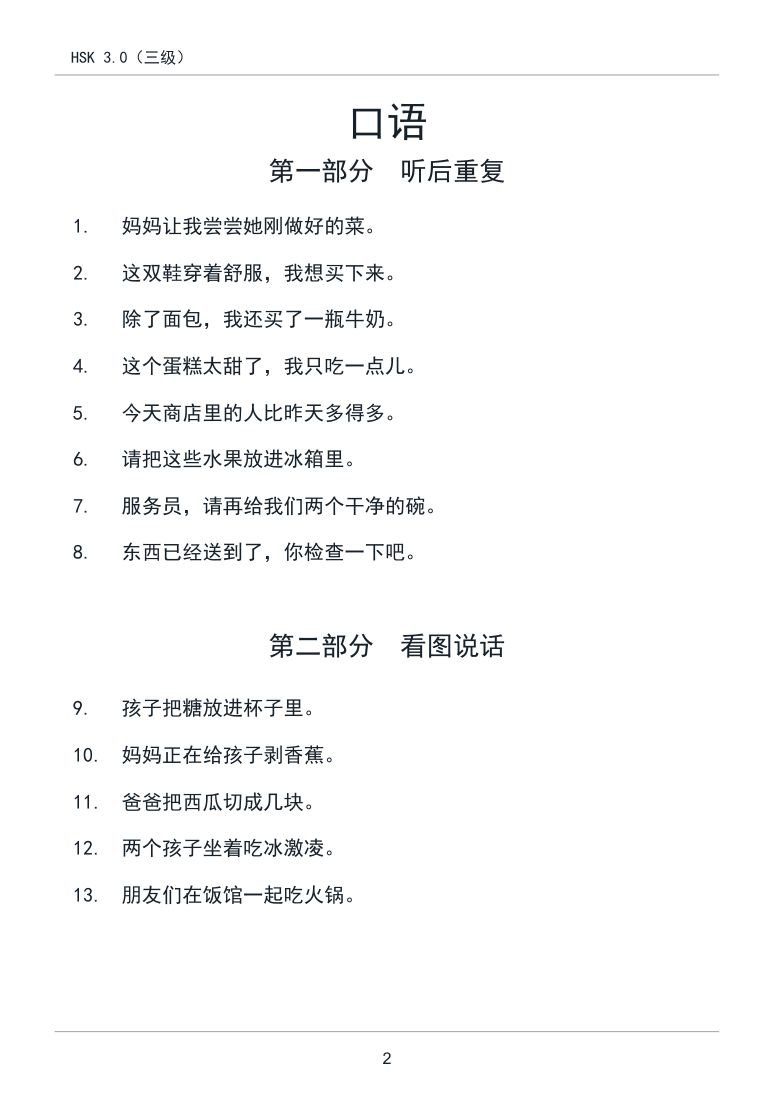 HSK 3.0（三级）
口语
第一部分　听后重复
1. 妈妈让我尝尝她刚做好的菜。
2. 这双鞋穿着舒服，我想买下来。
3. 除了面包，我还买了一瓶牛奶。
4. 这个蛋糕太甜了，我只吃一点儿。
5. 今天商店里的人比昨天多得多。
6. 请把这些水果放进冰箱里。
7. 服务员，请再给我们两个干净的碗。
8. 东西已经送到了，你检查一下吧。
第二部分　看图说话
9. 孩子把糖放进杯子里。
10. 妈妈正在给孩子剥香蕉。
11. 爸爸把西瓜切成几块。
12. 两个孩子坐着吃冰激凌。
13. 朋友们在饭馆一起吃火锅。
2